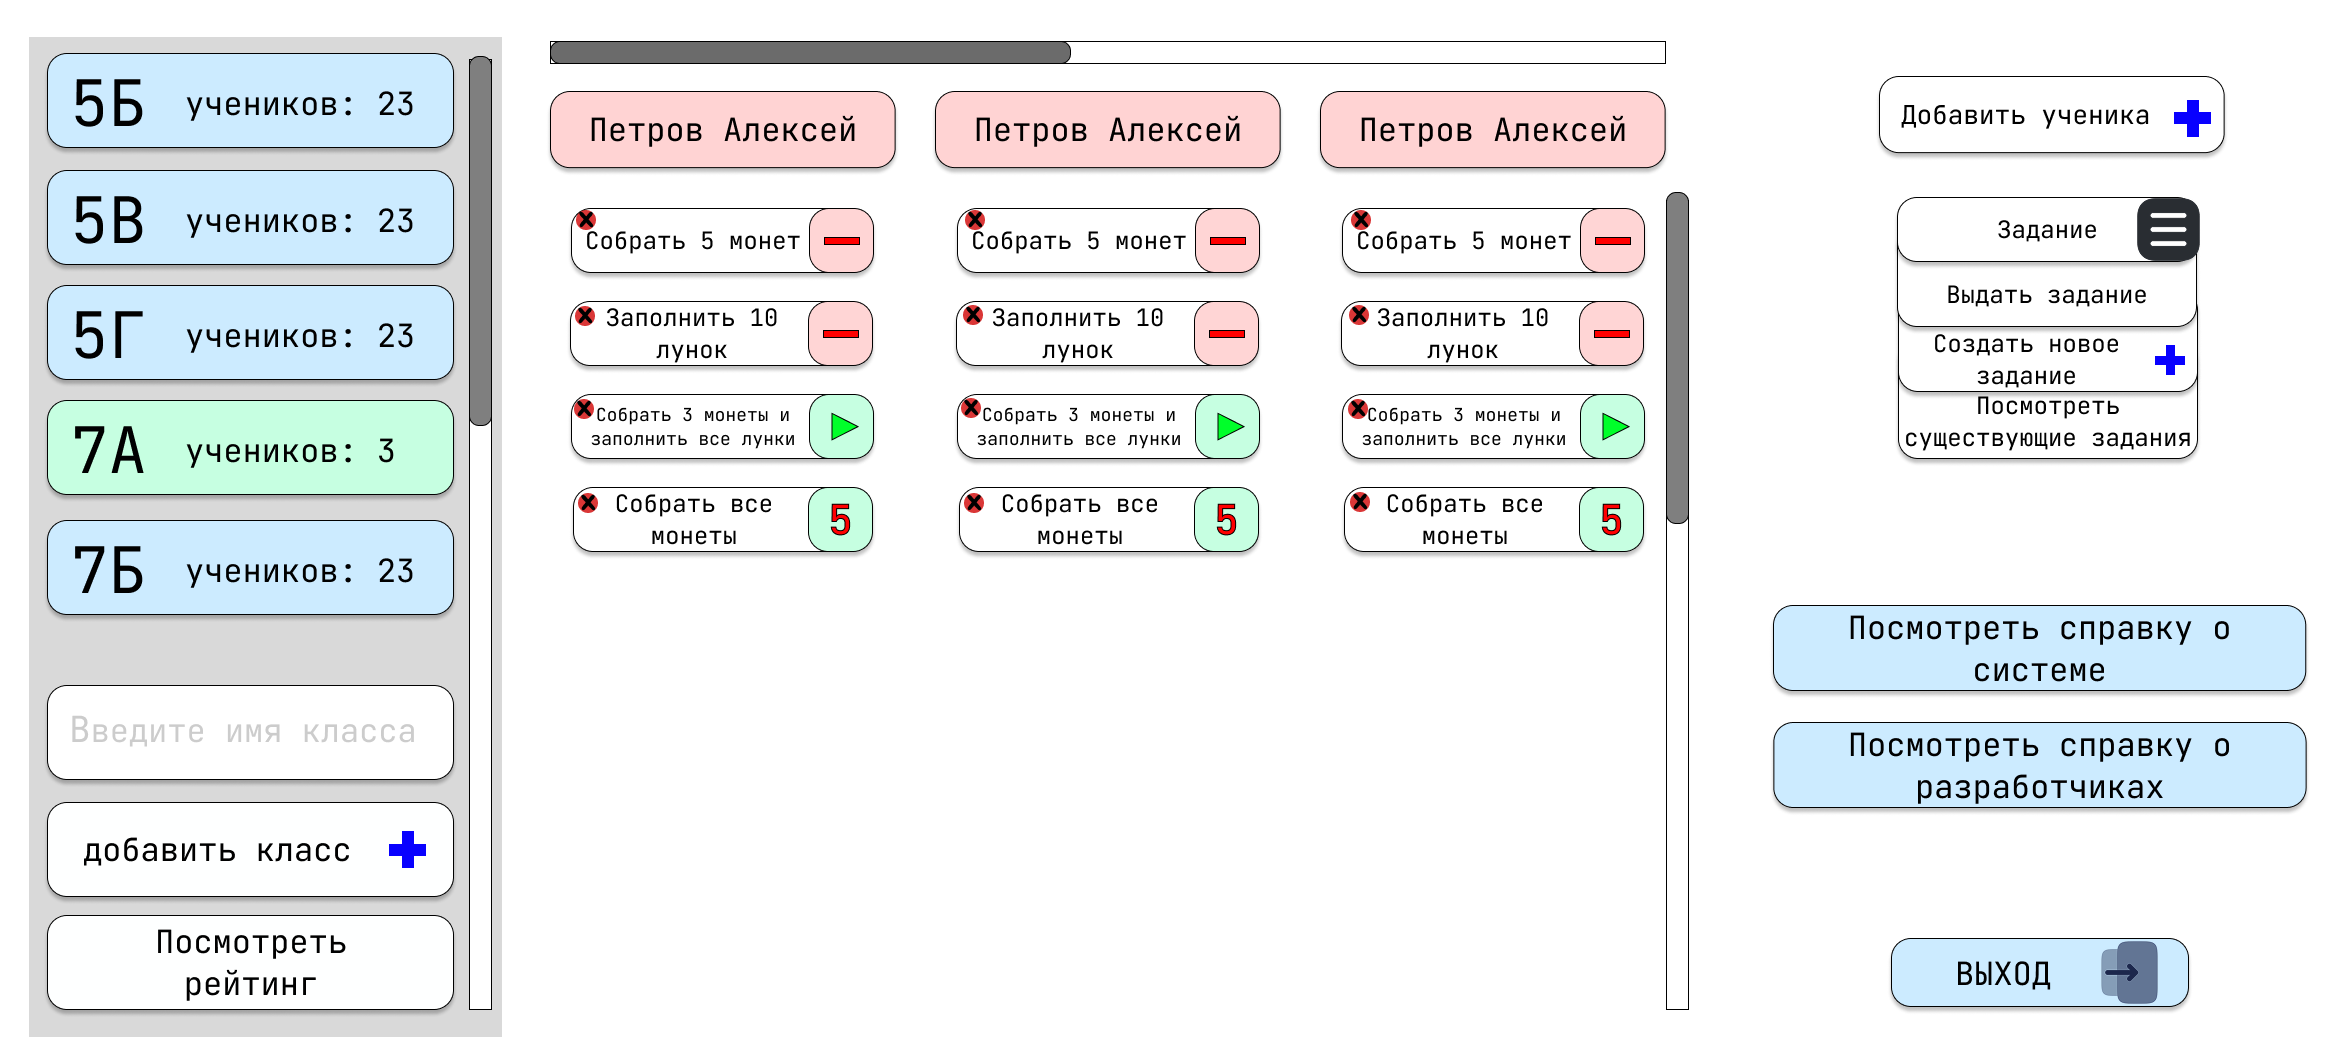 5Б учеников: 23
5В учеников: 23
5Г учеников: 23
7А учеников: 3
7Б учеников: 23
Введите имя класса
добавить класс
Посмотреть
рейтинг
Петров Алексей
Петров Алексей
Петров Алексей
Собрать 5 монет
Собрать 5 монет
Собрать 5 монет
Заполнить 10
лунок
Заполнить 10
лунок
Заполнить 10
лунок
Собрать 3 монеты и
заполнить все лунки
Собрать 3 монеты и
заполнить все лунки
Собрать 3 монеты и
заполнить все лунки
Собрать все
монеты
5
Собрать все
монеты
5
Собрать все
монеты
5
Добавить ученика
Задание
Выдать задание
Создать новое
задание
Посмотреть
существующие задания
Посмотреть справку о
системе
Посмотреть справку о
разработчиках
ВЫХОД